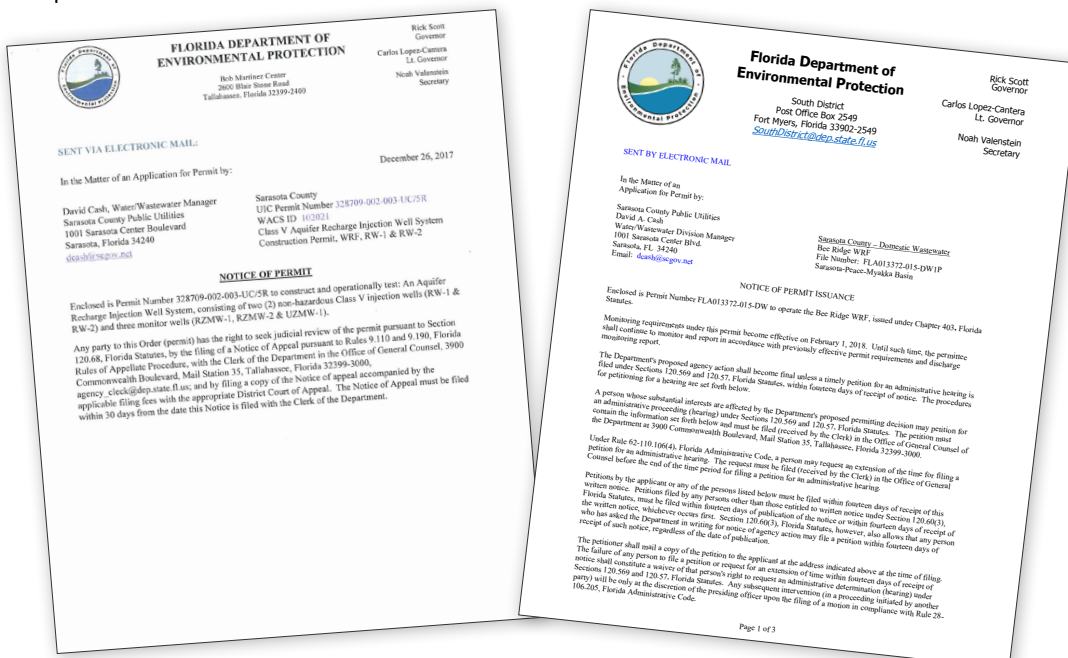 Florida Department of Environmental Protection
FLORIDA DEPARTMENT OF
ENVIRONMENTAL PROTECTION
Bob Martinez Center
2600 Blair Stone Road
Tallahassee, Florida 32399-2400
Rick Scott
Governor
Carlos Lopez-Cantera
Lt. Governor
Noah Valenstein
Secretary
SENT VIA ELECTRONIC MAIL:
In the Matter of an Application for Permit by:
December 26, 2017
David Cash, Water/Wastewater Manager
Sarasota County Public Utilities
1001 Sarasota Center Boulevard
Sarasota, Florida 34240
dcash@scgov.net
Sarasota County
UIC Permit Number 328709-002-003-UC/5R
WACS ID 102021
Class V Aquifer Recharge Injection Well System
Construction Permit, WRF, RW-1 & RW-2
NOTICE OF PERMIT
Enclosed is Permit Number 328709-002-003-UC/5R to construct and operationally test: An Aquifer
Recharge Injection Well System, consisting of two (2) non-hazardous Class V injection wells (RW-1 &
RW-2) and three monitor wells (RZMW-1, RZMW-2 & UZMW-1).
Any party to this Order (permit) has the right to seek judicial review of the permit pursuant to Section
120.68, Florida Statutes, by the filing of a Notice of Appeal pursuant to Rules 9.110 and 9.190, Florida
Rules of Appellate Procedure, with the Clerk of the Department in the Office of General Counsel, 3900
Commonwealth Boulevard, Mail Station 35, Tallahassee, Florida 32399-3000,
agency_cleck@dep.state.fl.us; and by filing a copy of the Notice of appeal accompanied by the
applicable filing fees with the appropriate District Court of Appeal. The Notice of Appeal must be filed
within 30 days from the date this Notice is filed with the Clerk of the Department.
Florida Department of Environmental Protection
Florida Department of
Environmental Protection
South District
Post Office Box 2549
Fort Myers, Florida 33902-2549
SouthDistrict@dep.state.fl.us
Rick Scott
Governor
Carlos Lopez-Cantera
Lt. Governor
Noah Valenstein
Secretary
SENT BY ELECTRONIC MAIL
In the Matter of an
Application for Permit by:
Sarasota County Public Utilities
David A. Cash
Water/Wastewater Division Manager
1001 Sarasota Center Blvd.
Sarasota, FL 34240
Email: dcash@scgov.net
Sarasota County – Domestic Wastewater
Bee Ridge WRF
File Number: FLA013372-015-DW1P
Sarasota-Peace-Myakka Basin
NOTICE OF PERMIT ISSUANCE
Enclosed is Permit Number FLA013372-015-DW to operate the Bee Ridge WRF, issued under Chapter 403, Florida
Statutes.
Monitoring requirements under this permit become effective on February 1, 2018. Until such time, the permittee
shall continue to monitor and report in accordance with previously effective permit requirements and discharge
monitoring report.
The Department's proposed agency action shall become final unless a timely petition for an administrative hearing is
filed under Sections 120.569 and 120.57, Florida Statutes, within fourteen days of receipt of notice. The procedures
for petitioning for a hearing are set forth below.
A person whose substantial interests are affected by the Department's proposed permitting decision may petition for
an administrative proceeding (hearing) under Sections 120.569 and 120.57, Florida Statutes. The petition must
contain the information set forth below and must be filed (received by the Clerk) in the Office of General Counsel of
the Department at 3900 Commonwealth Boulevard, Mail Station 35, Tallahassee, Florida 32399-3000.
Under Rule 62-110.106(4), Florida Administrative Code, a person may request an extension of the time for filing a
petition for an administrative hearing. The request must be filed (received by the Clerk) in the Office of General
Counsel before the end of the time period for filing a petition for an administrative hearing.
Petitions by the applicant or any of the persons listed below must be filed within fourteen days of receipt of this
written notice. Petitions filed by any persons other than those entitled to written notice under Section 120.60(3),
Florida Statutes, must be filed within fourteen days of publication of the notice or within fourteen days of receipt of
the written notice, whichever occurs first. Section 120.60(3), Florida Statutes, however, also allows that any person
who has asked the Department in writing for notice of agency action may file a petition within fourteen days of
receipt of such notice, regardless of the date of publication.
The petitioner shall mail a copy of the petition to the applicant at the address indicated above at the time of filing.
The failure of any person to file a petition or request for an extension of time within fourteen days of receipt of
notice shall constitute a waiver of that person's right to request an administrative determination (hearing) under
Sections 120.569 and 120-57, Florida Statutes. Any subsequent intervention (in a proceeding initiated by another
party) will be only at the discretion of the presiding officer upon the filing of a motion in compliance with Rule 28-
106.205, Florida Administrative Code.
Page 1 of 3